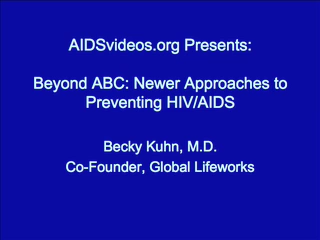 AIDSvideos.org Presents:
Beyond ABC: Newer Approaches to
Preventing HIV/AIDS
Becky Kuhn, M.D.
Co-Founder, Global Lifeworks